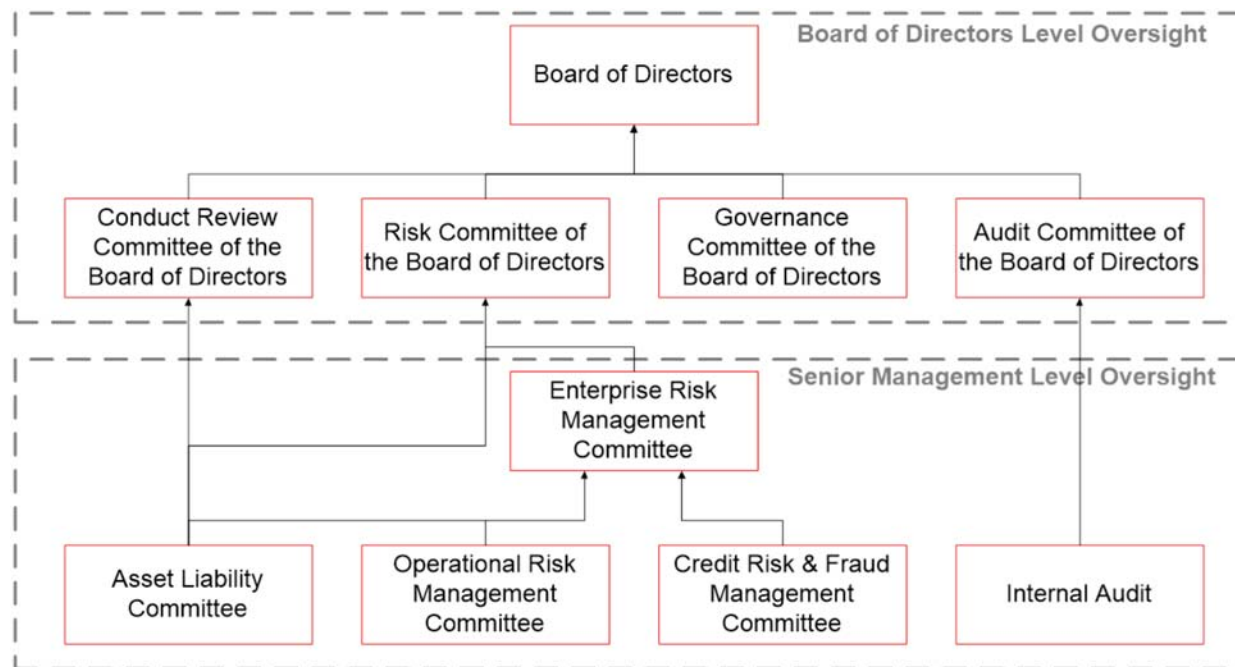 Board of Directors Level Oversight
Board of Directors
Conduct Review
Committee of the
Board of Directors
Risk Committee of
the Board of Directors
Governance
Committee of the
Board of Directors
Audit Committee of
the Board of Directors
Senior Management Level Oversight
Enterprise Risk
Management
Committee
Asset Liability
Committee
Operational Risk
Management
Committee
Credit Risk & Fraud
Management
Committee
Internal Audit